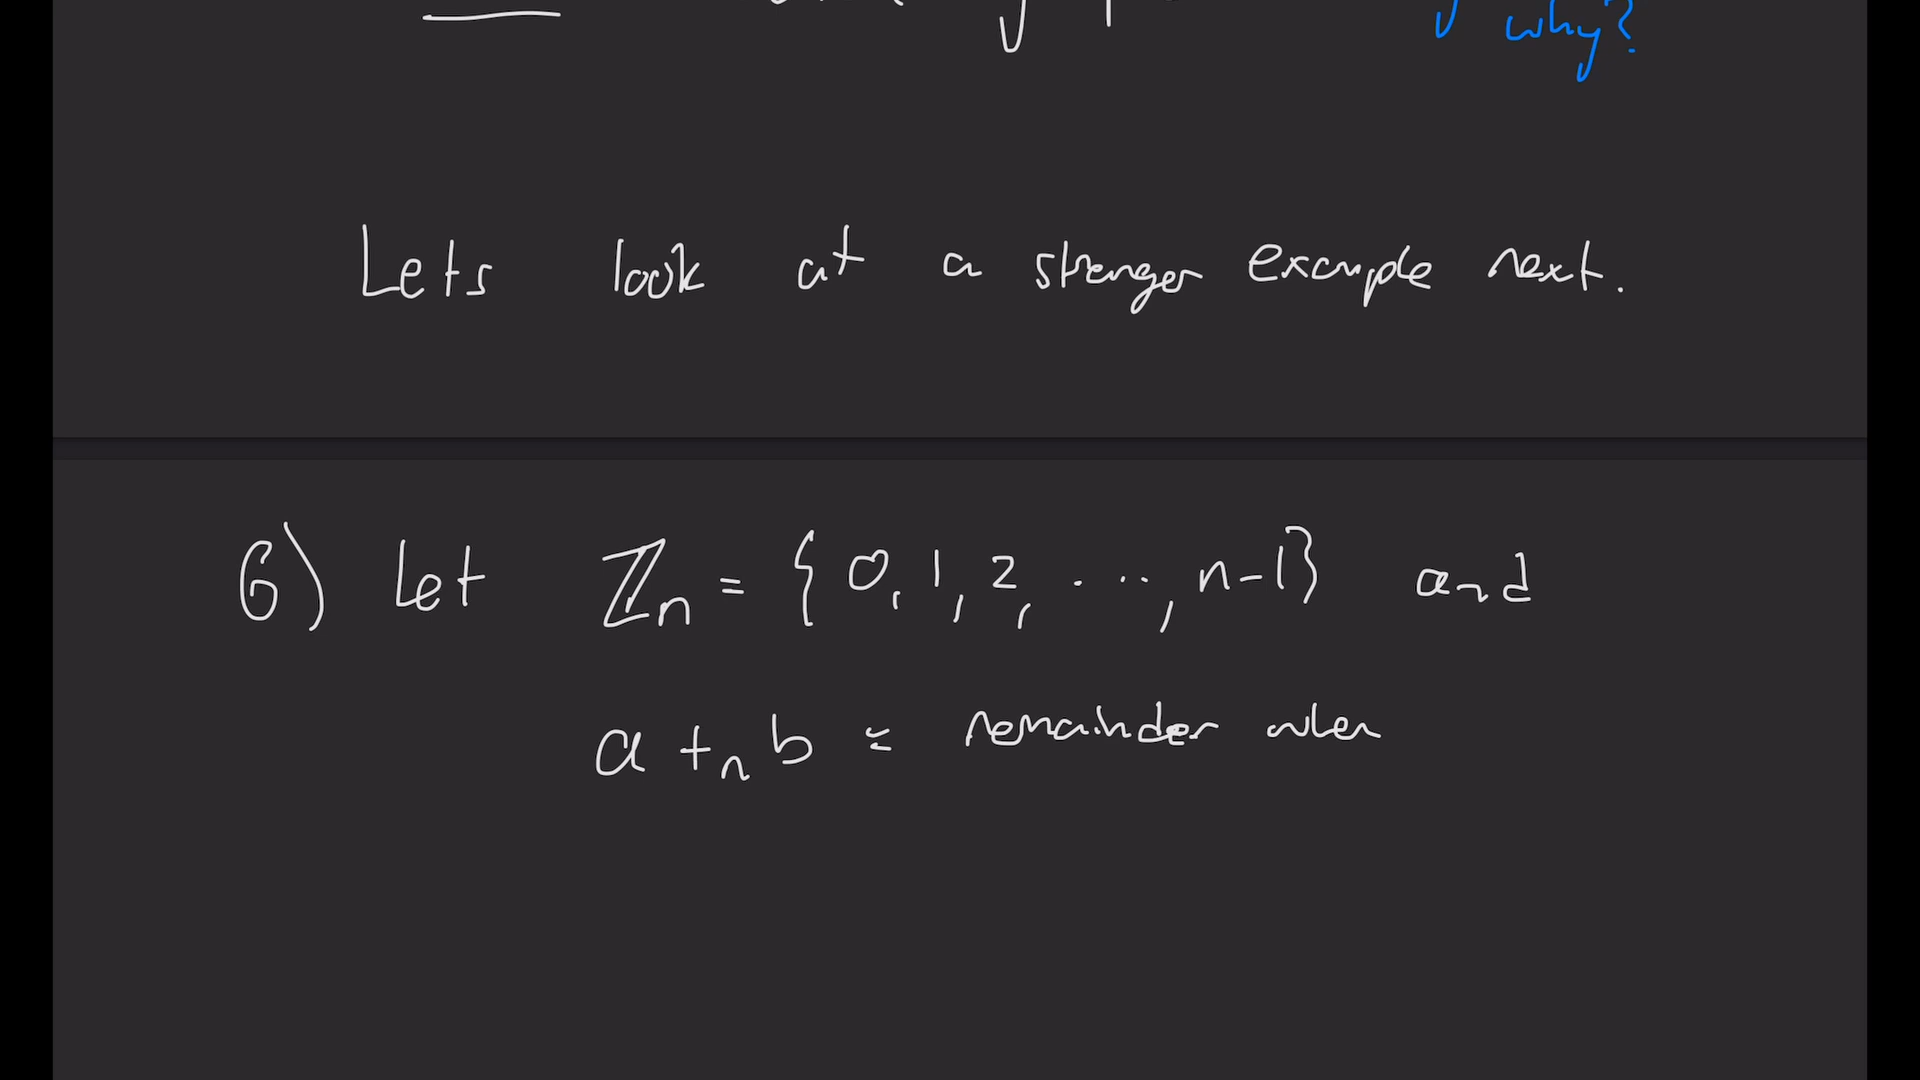 why?
Lets look at a stranger example next.
6) Let ℤn = {0, 1, 2, ..., n-1} and
a +n b = remainder when